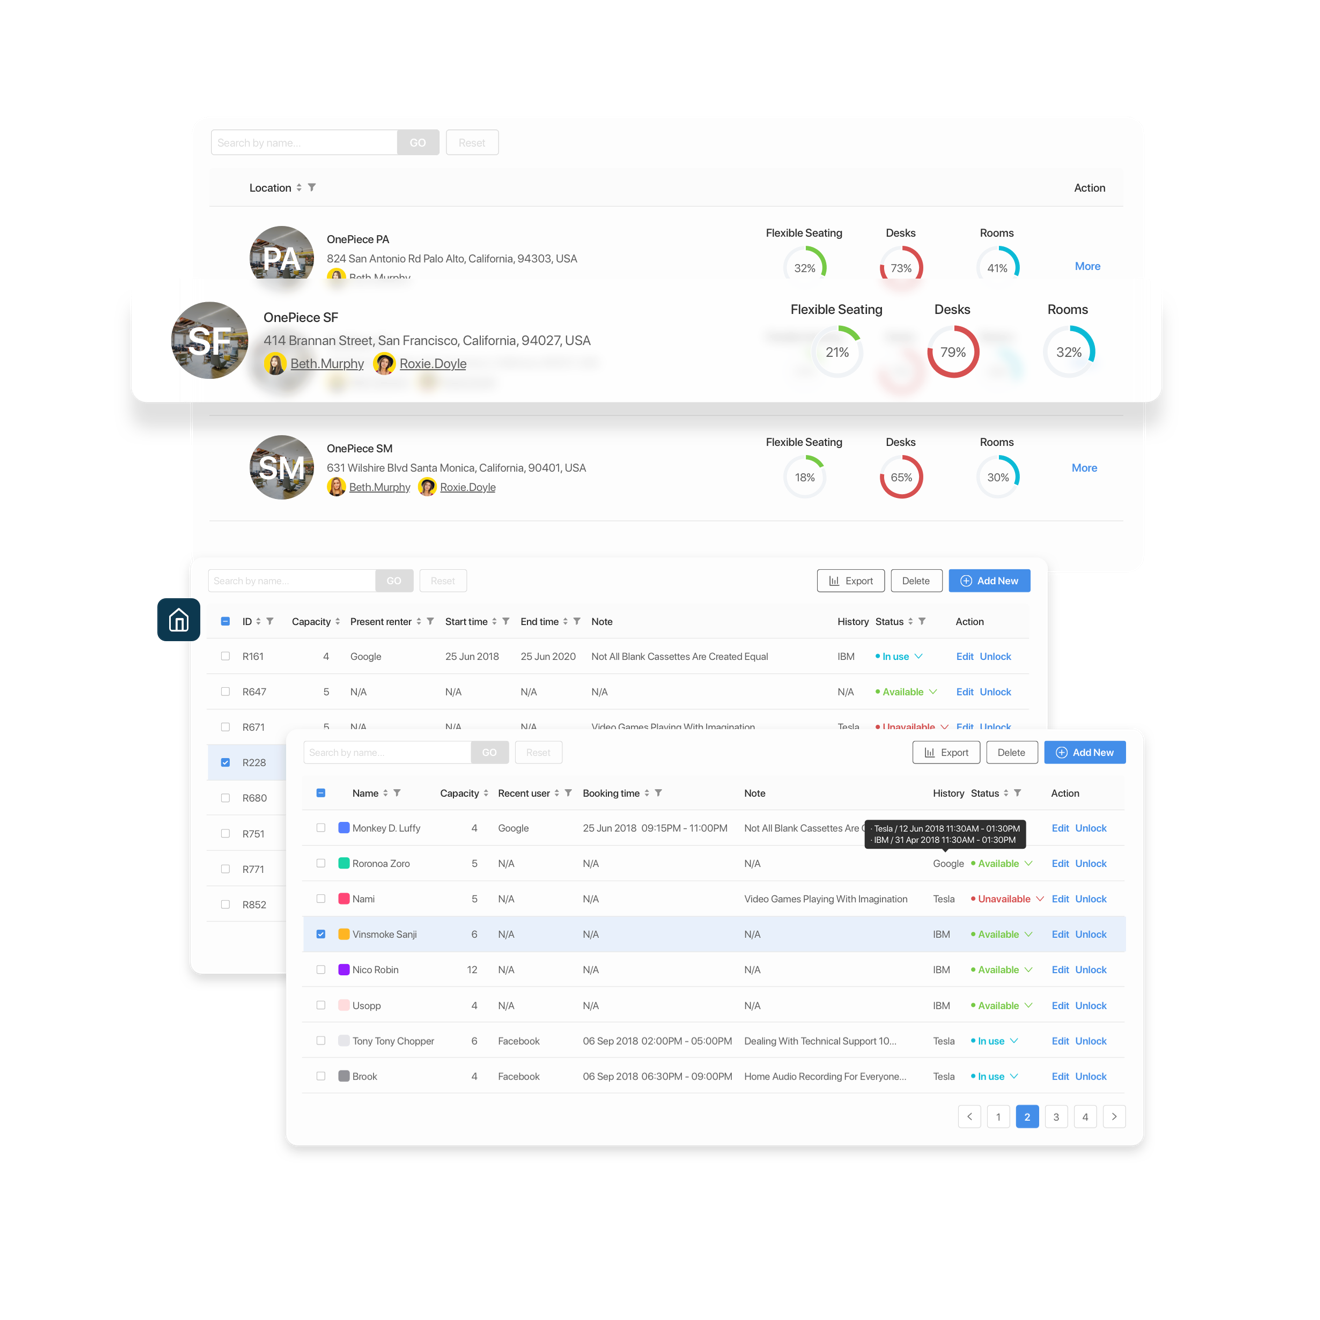 Search by name... GO Reset
Location Action
PA OnePiece PA
824 San Antonio Rd Palo Alto, California, 94303, USA
Beth.Murphy
Flexible Seating Desks Rooms
32% 73% 41% More
SF OnePiece SF
414 Brannan Street, San Francisco, California, 94027, USA
Beth.Murphy Roxie.Doyle
Flexible Seating Desks Rooms
21% 79% 32%
SM OnePiece SM
631 Wilshire Blvd Santa Monica, California, 90401, USA
Beth.Murphy Roxie.Doyle
Flexible Seating Desks Rooms
18% 65% 30% More
Search by name... GO Reset Export Delete Add New
ID Capacity Present renter Start time End time Note History Status Action
R161 4 Google 25 Jun 2018 25 Jun 2020 Not All Blank Cassettes Are Created Equal IBM In use Edit Unlock
R647 5 N/A N/A N/A N/A N/A Available Edit Unlock
R671 5 N/A N/A N/A Video Games Playing With Imagination Tesla Unavailable Edit Unlock
R228
R680
R751
R771
R852
Search by name... GO Reset Export Delete Add New
Name Capacity Recent user Booking time Note History Status Action
Monkey D. Luffy 4 Google 25 Jun 2018 09:15PM - 11:00PM Not All Blank Cassettes Are Edit Unlock
· Tesla / 12 Jun 2018 11:30AM - 01:30PM
· IBM / 31 Apr 2018 11:30AM - 01:30PM
Roronoa Zoro 5 N/A N/A N/A Google Available Edit Unlock
Nami 5 N/A N/A Video Games Playing With Imagination Tesla Unavailable Edit Unlock
Vinsmoke Sanji 6 N/A N/A N/A IBM Available Edit Unlock
Nico Robin 12 N/A N/A N/A IBM Available Edit Unlock
Usopp 4 N/A N/A N/A IBM Available Edit Unlock
Tony Tony Chopper 6 Facebook 06 Sep 2018 02:00PM - 05:00PM Dealing With Technical Support 10... Tesla In use Edit Unlock
Brook 4 Facebook 06 Sep 2018 06:30PM - 09:00PM Home Audio Recording For Everyone... Tesla In use Edit Unlock
1 2 3 4